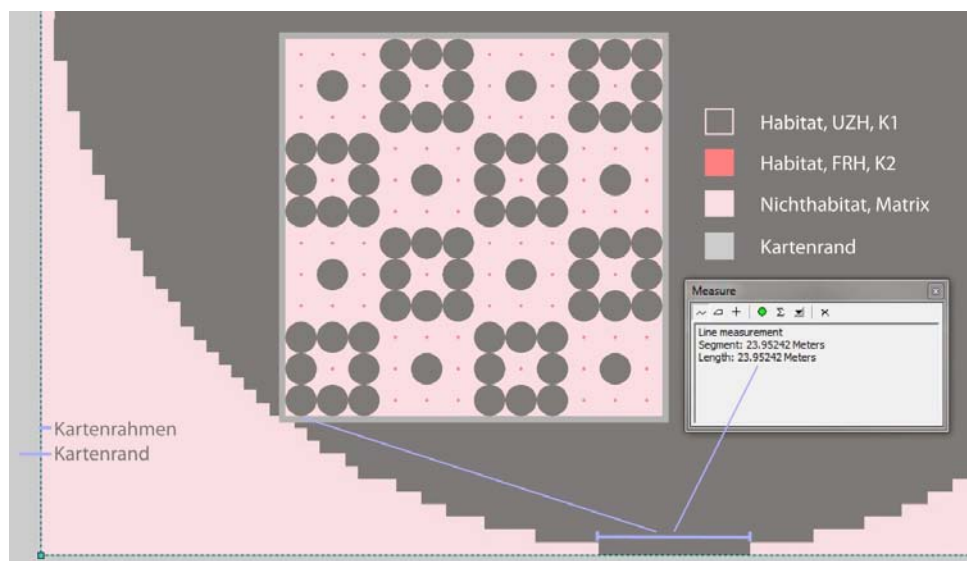 Habitat, UZH, K1
Habitat, FRH, K2
Nichthabitat, Matrix
Kartenrand
Measure
Line measurement
Segment: 23.95242 Meters
Length: 23.95242 Meters
Kartenrahmen
Kartenrand